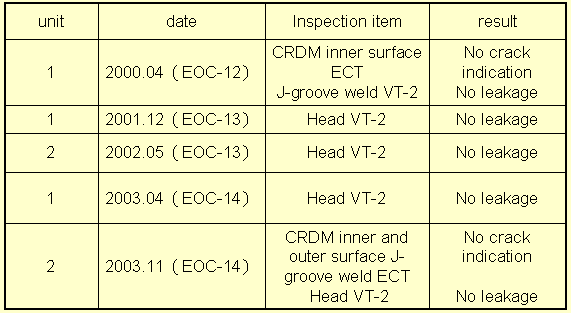 unit date Inspection item result
1 2000.04（EOC-12） CRDM inner surface ECT J-groove weld VT-2 No crack indication No leakage
1 2001.12（EOC-13） Head VT-2 No leakage
2 2002.05（EOC-13） Head VT-2 No leakage
1 2003.04（EOC-14） Head VT-2 No leakage
2 2003.11（EOC-14） CRDM inner and outer surface J-groove weld ECT Head VT-2 No crack indication No leakage